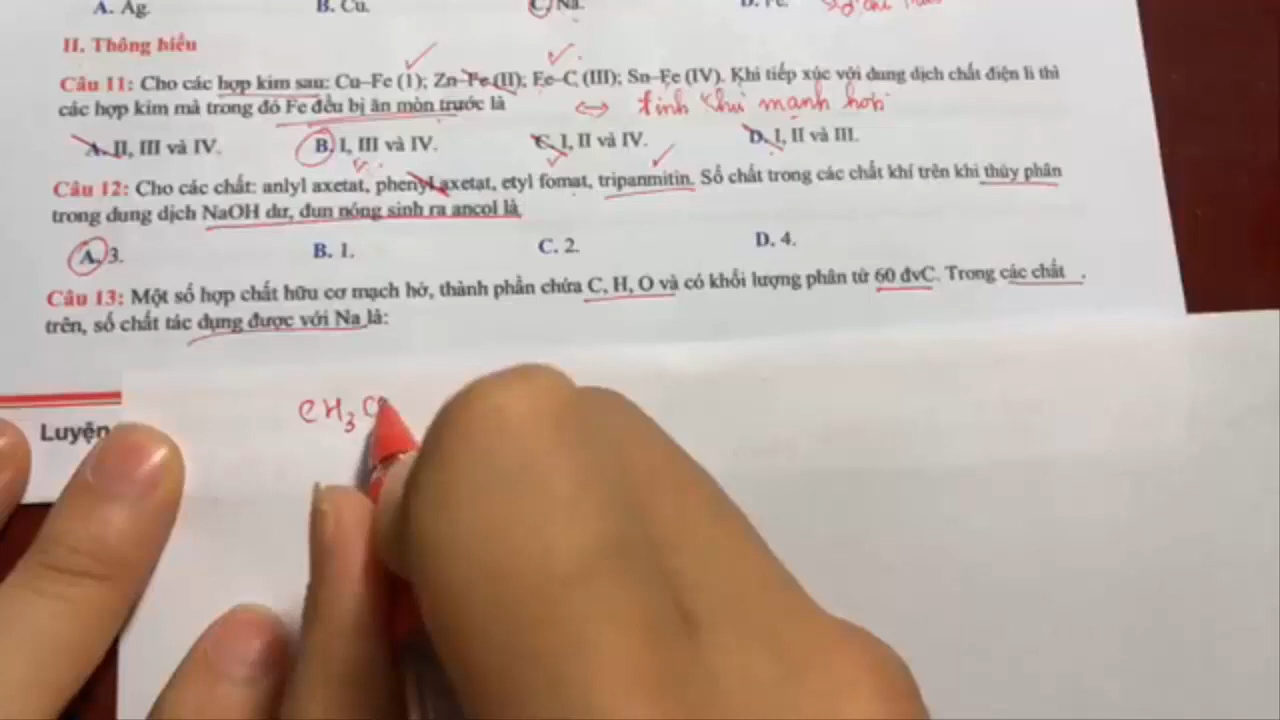 A. Ag. B. Cu. C. Na.
II. Thông hiểu
Câu 11: Cho các hợp kim sau: Cu–Fe (I); Zn–Fe (II); Fe–C (III); Sn–Fe (IV). Khi tiếp xúc với dung dịch chất điện li thì
các hợp kim mà trong đó Fe đều bị ăn mòn trước là ⇔ tính khử mạnh hơn
A. II, III và IV. B. I, III và IV. C. I, II và IV. D. I, II và III.
Câu 12: Cho các chất: anlyl axetat, phenyl axetat, etyl fomat, tripanmitin. Số chất trong các chất khí trên khi thủy phân
trong dung dịch NaOH dư, đun nóng sinh ra ancol là
A. 3. B. 1. C. 2. D. 4.
Câu 13: Một số hợp chất hữu cơ mạch hở, thành phần chứa C, H, O và có khối lượng phân tử 60 đvC. Trong các chất
trên, số chất tác dụng được với Na là:
CH3C
Luyện